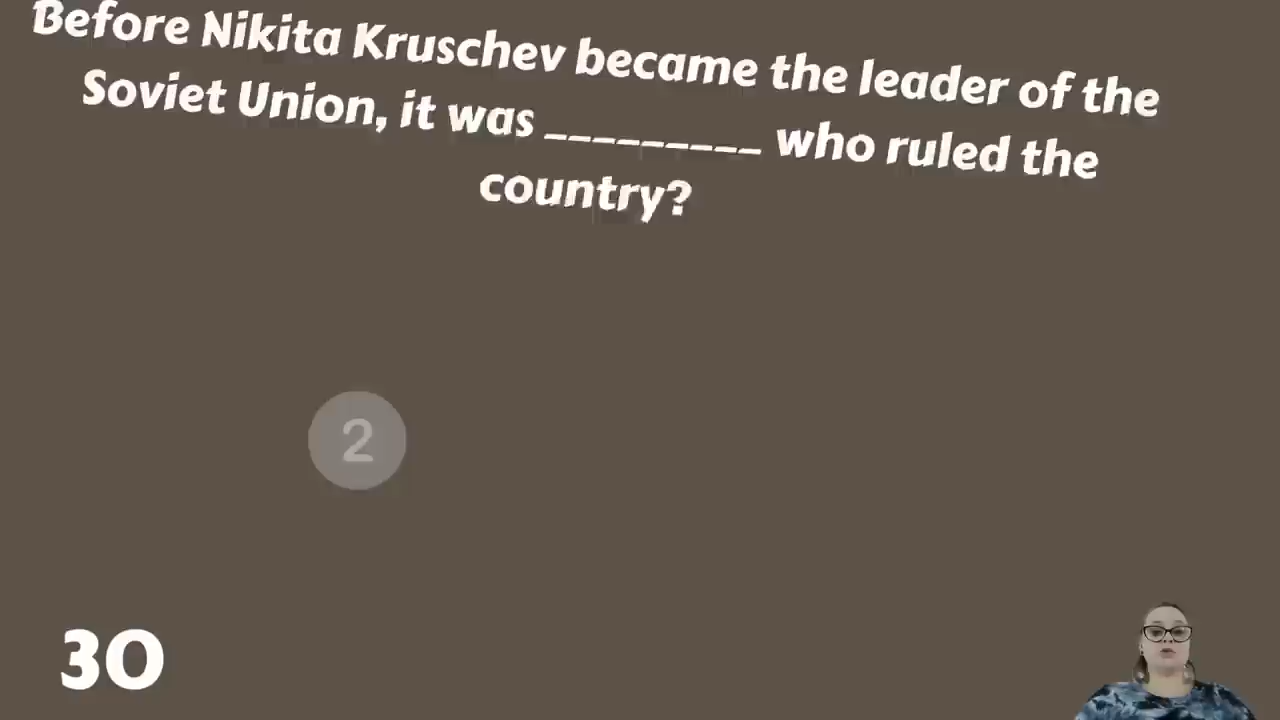 Before Nikita Kruschev became the leader of the
Soviet Union, it was _________ who ruled the
country?
2
30